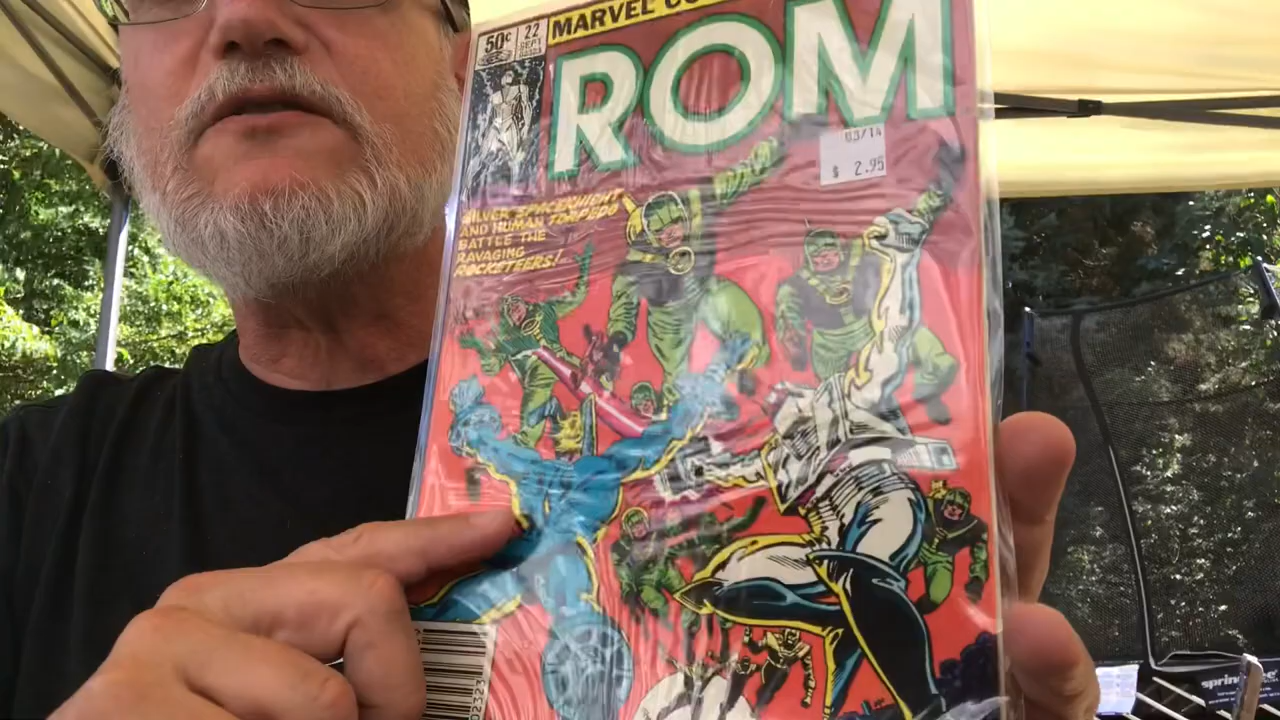 50¢ 22
SEPT
MARVEL CO
ROM
03/14
$ 2.95
SILVER SPACEKNIGHT
AND HUMAN TORPEDO
BATTLE THE
RAVAGING
ROCKETEERS!...
02323